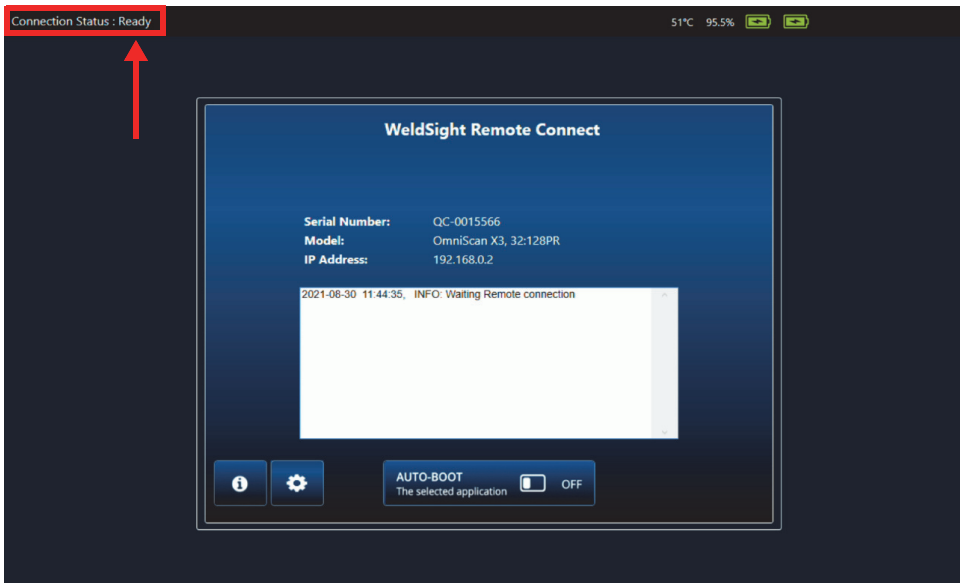 Connection Status : Ready
51°C 95.5%
WeldSight Remote Connect
Serial Number: QC-0015566
Model: OmniScan X3, 32:128PR
IP Address: 192.168.0.2
2021-08-30 11:44:35, INFO: Waiting Remote connection
AUTO-BOOT
The selected application OFF